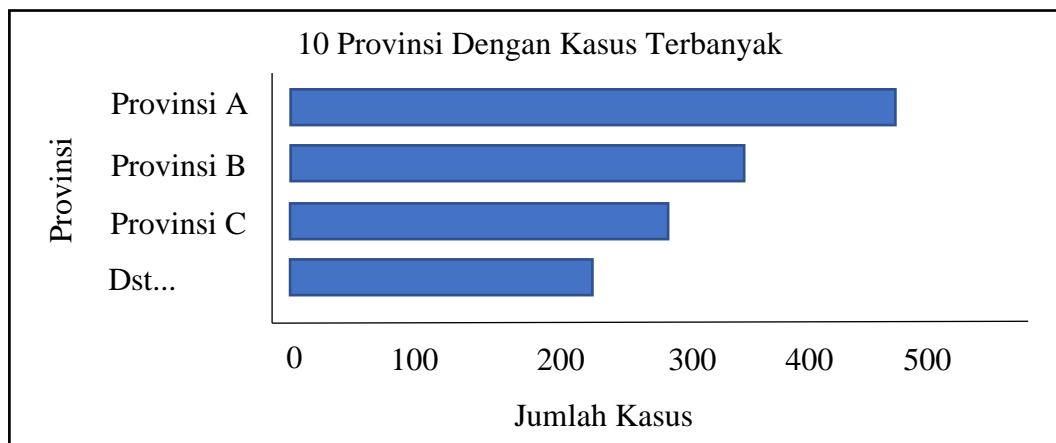 10 Provinsi Dengan Kasus Terbanyak
Provinsi
Provinsi A
Provinsi B
Provinsi C
Dst...
0 100 200 300 400 500
Jumlah Kasus